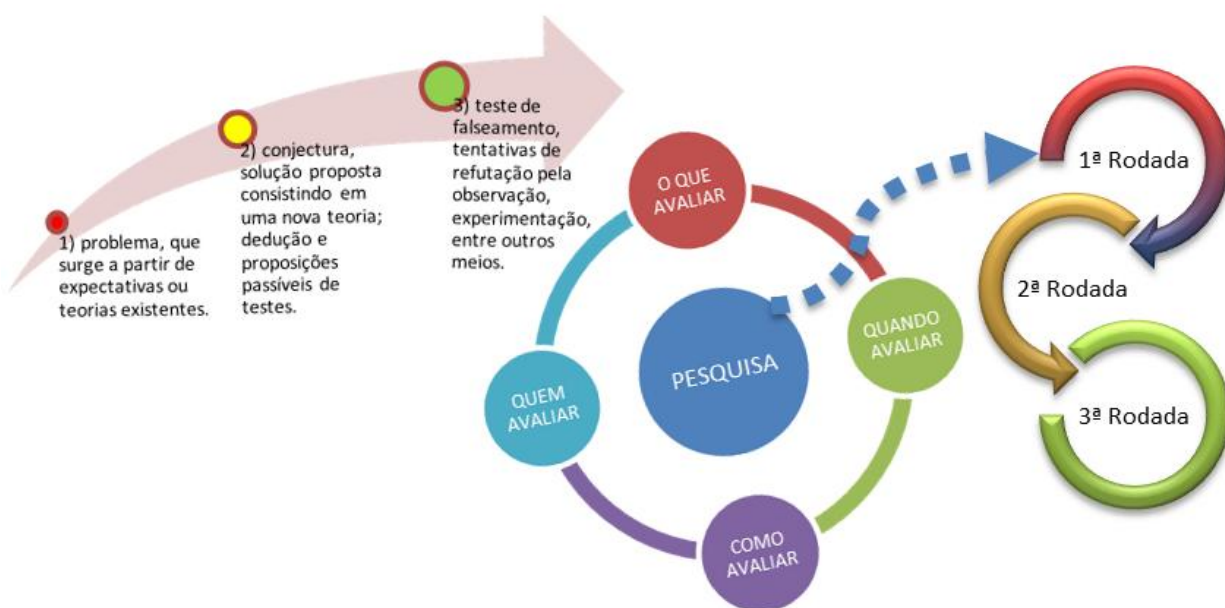 1) problema, que
surge a partir de
expectativas ou
teorias existentes.
2) conjectura,
solução proposta
consistindo em
uma nova teoria;
dedução e
proposições
passíveis de
testes.
3) teste de
falseamento,
tentativas de
refutação pela
observação,
experimentação,
entre outros
meios.
O QUE
AVALIAR
QUANDO
AVALIAR
COMO
AVALIAR
QUEM
AVALIAR
PESQUISA
1ª Rodada
2ª Rodada
3ª Rodada